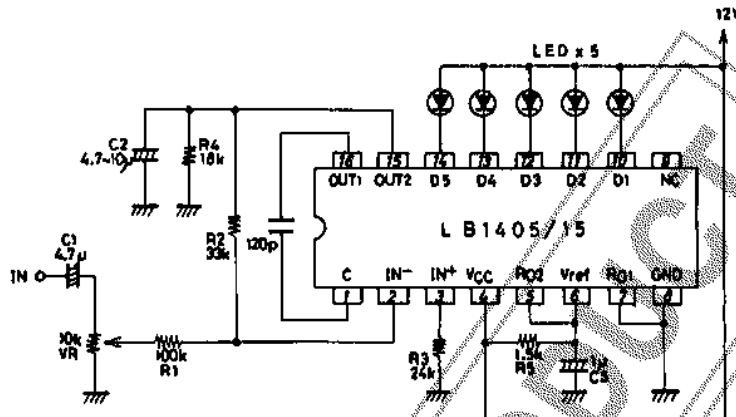 12V
LED x 5
C2
4.7~10μ
R4
18k
16 15 14 13 12 11 10 9
OUT1 OUT2 D5 D4 D3 D2 D1 NC
LB1405/15
R2
33k
120p
C1
4.7μ
IN
C IN- IN+ VCC RO2 Vref RO1 GND
1 2 3 4 5 6 7 8
10k
VR
100k
R1
R3
24k
1.5k
R5
1μ
C3